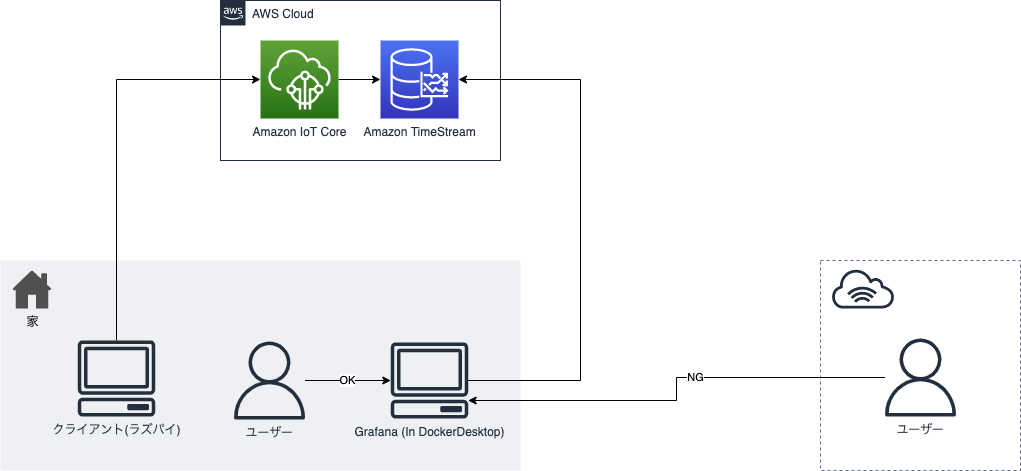 aws
AWS Cloud
Amazon IoT Core
Amazon TimeStream
家
クライアント(ラズパイ)
ユーザー
OK
Grafana (In DockerDesktop)
NG
ユーザー